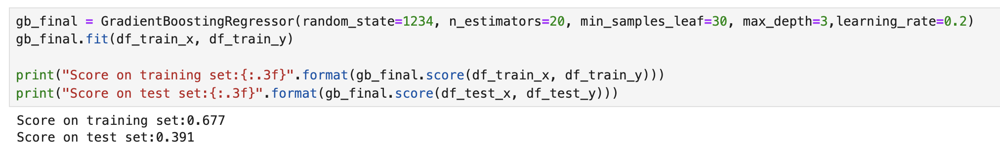 gb_final = GradientBoostingRegressor(random_state=1234, n_estimators=20, min_samples_leaf=30, max_depth=3,learning_rate=0.2)
gb_final.fit(df_train_x, df_train_y)
print("Score on training set:{:.3f}".format(gb_final.score(df_train_x, df_train_y)))
print("Score on test set:{:.3f}".format(gb_final.score(df_test_x, df_test_y)))
Score on training set:0.677
Score on test set:0.391